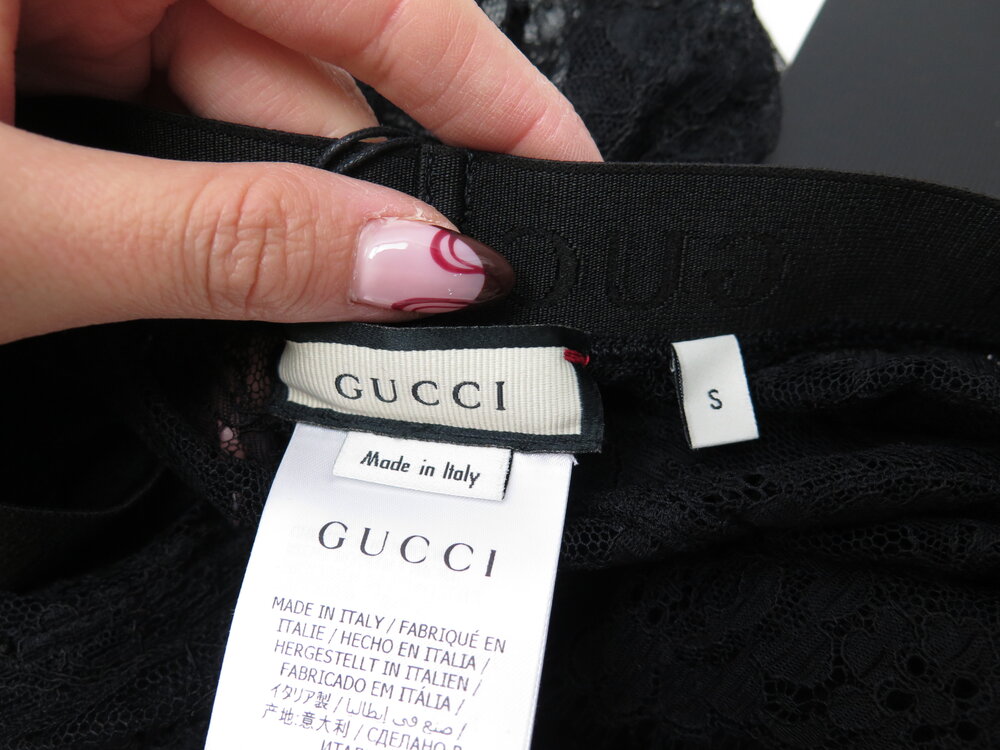 GUCCI
S
Made in Italy
GUCCI
MADE IN ITALY / FABRIQUÉ EN
ITALIE / HECHO EN ITALIA /
HERGESTELLT IN ITALIEN /
FABRICADO EM ITÁLIA /
イタリア製 / صنع في ايطاليا /
产地:意大利 / СДЕЛАНО В